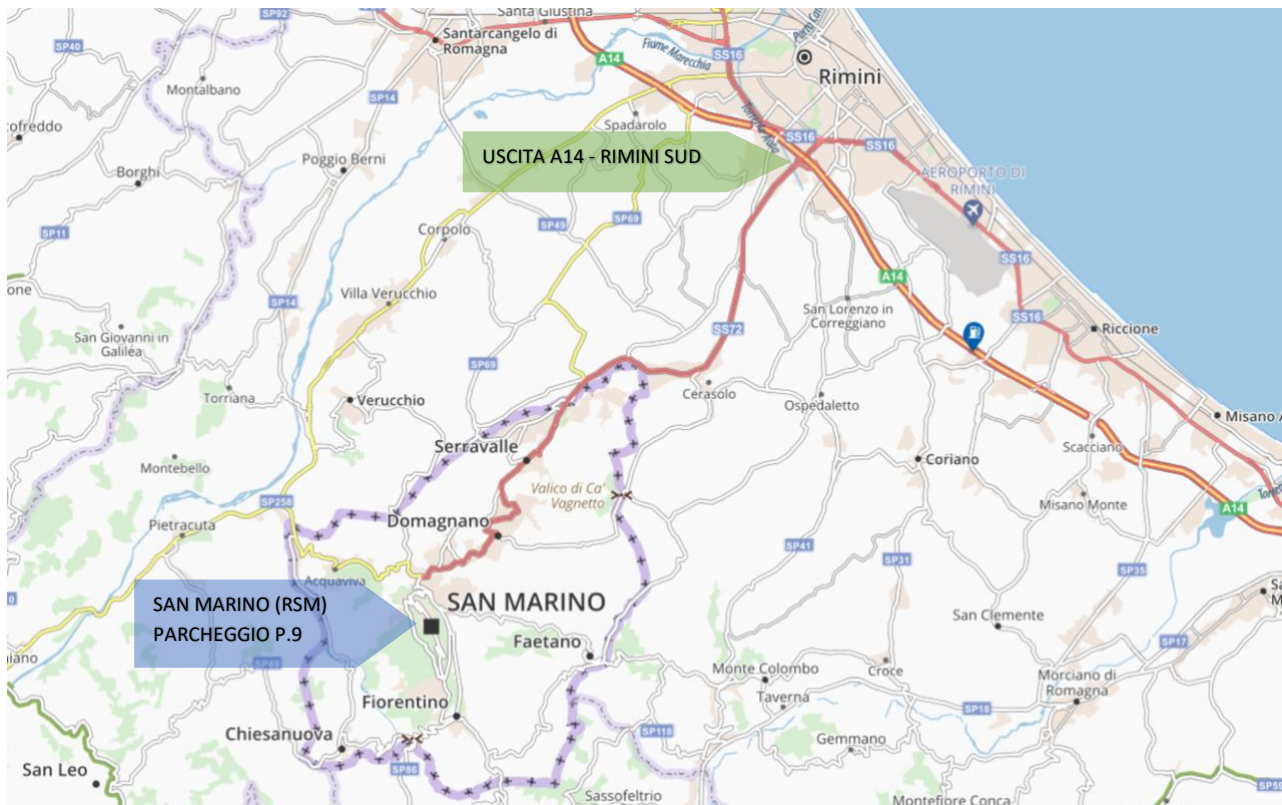 SP92
Santa Giustina
SP40
Santarcangelo di
Romagna
Fiume Marecchia
SS16
A14
Rimini
Montalbano
SP14
Spadarolo
SS16
SS16
USCITA A14 - RIMINI SUD
AEROPORTO DI
RIMINI
Poggio Berni
Borghi
SP11
Corpolo
SP49
SP69
SS72
SS16
A14
Villa Verucchio
SP14
San Lorenzo in
Correggiano
SS16
Riccione
San Giovanni in
Galilea
SS72
SP69
Torriana
Verucchio
Cerasolo
Ospedaletto
Serravalle
Scacciano
Coriano
Montebello
Valico di Ca'
Vagnetto
SP258
Misano Monte
A14
Pietracuta
Domagnano
SP41
SP31
SP35
Acquaviva
SAN MARINO (RSM)
PARCHEGGIO P.9
SAN MARINO
San Clemente
Faetano
SP17
Monte Colombo
Croce
Morciano di
Romagna
Taverna
Fiorentino
SP18
Chiesanuova
SP118
Gemmano
San Leo
SP86
Sassofeltrio
Montefiore Conca